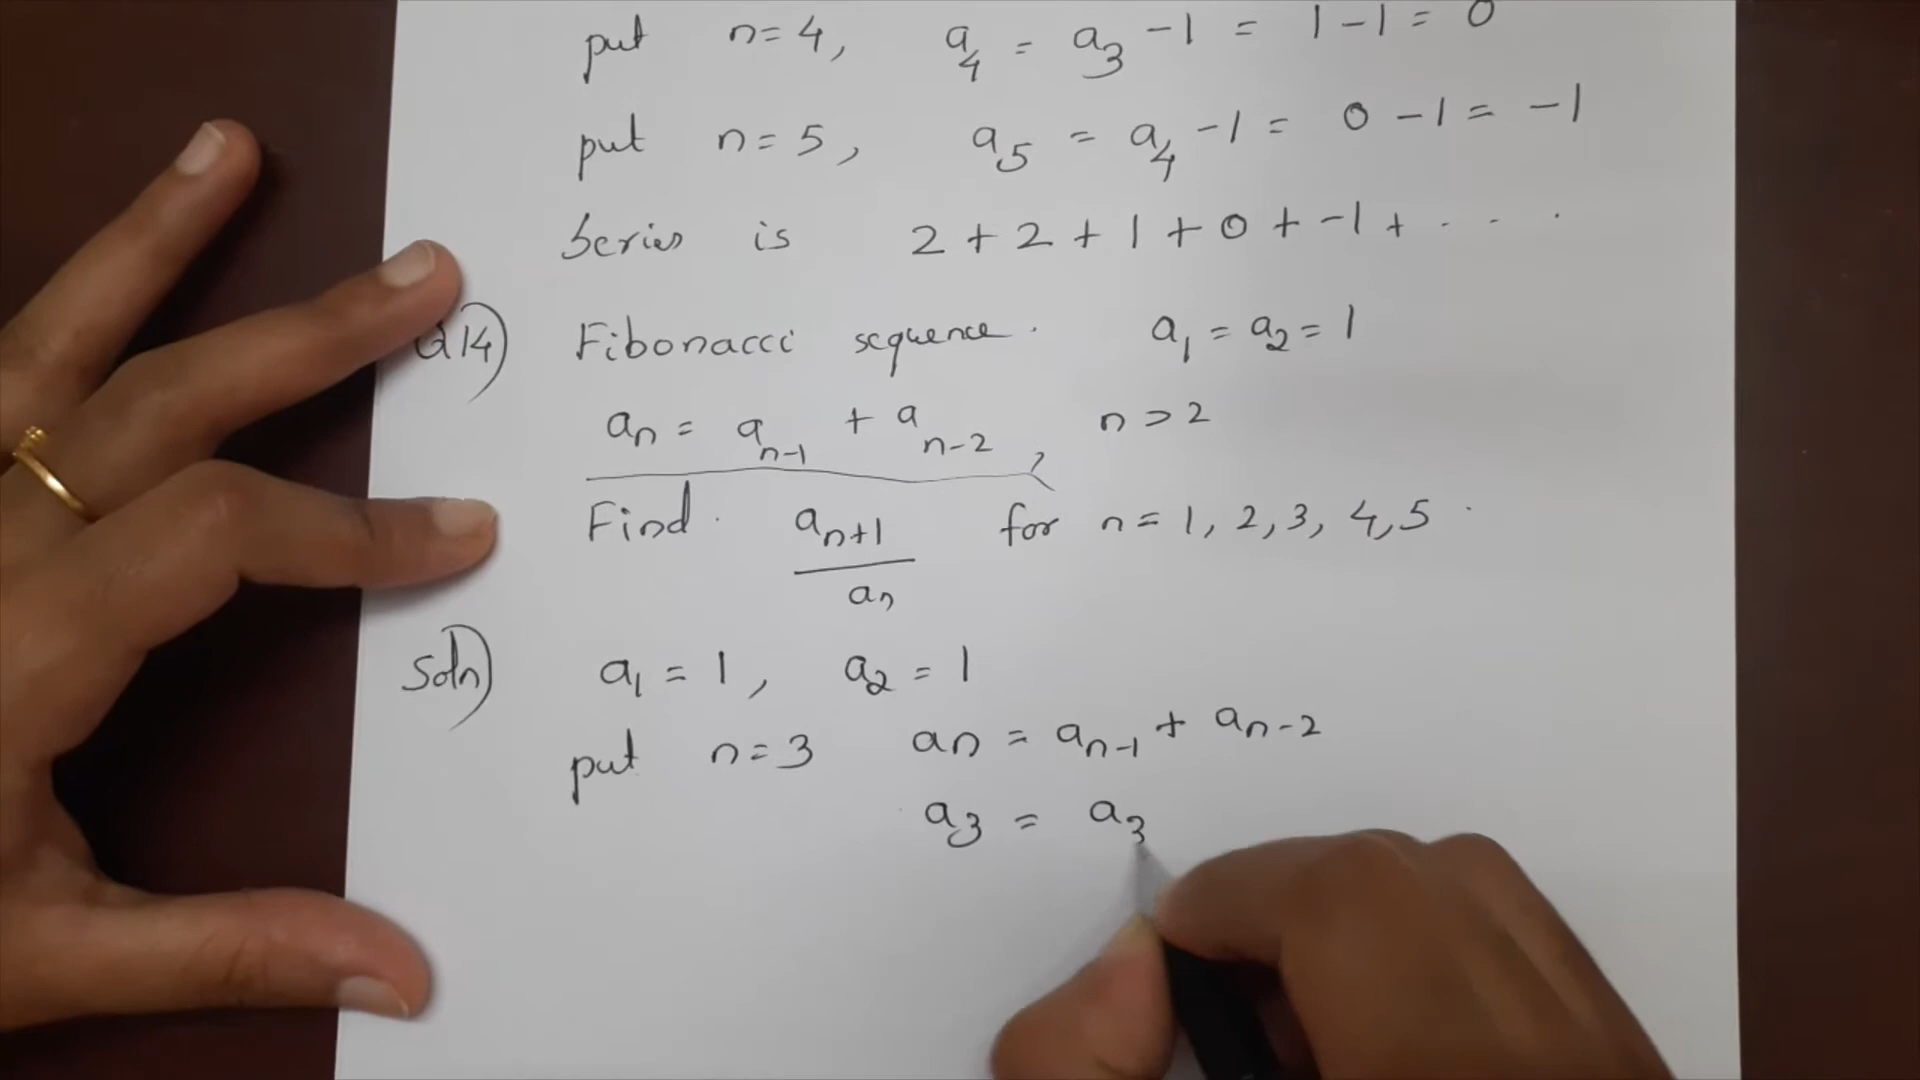 put n=4, a4 = a3 -1 = 1-1 = 0
put n=5, a5 = a4 -1 = 0-1 = -1
Series is 2+2+1+0+-1+ . . .
Q14) Fibonacci sequence. a1 = a2 = 1
an = an-1 + an-2, n>2
Find. an+1/an for n= 1, 2, 3, 4, 5.
Soln) a1 = 1, a2 = 1
put n=3 an = an-1 + an-2
a3 = a3